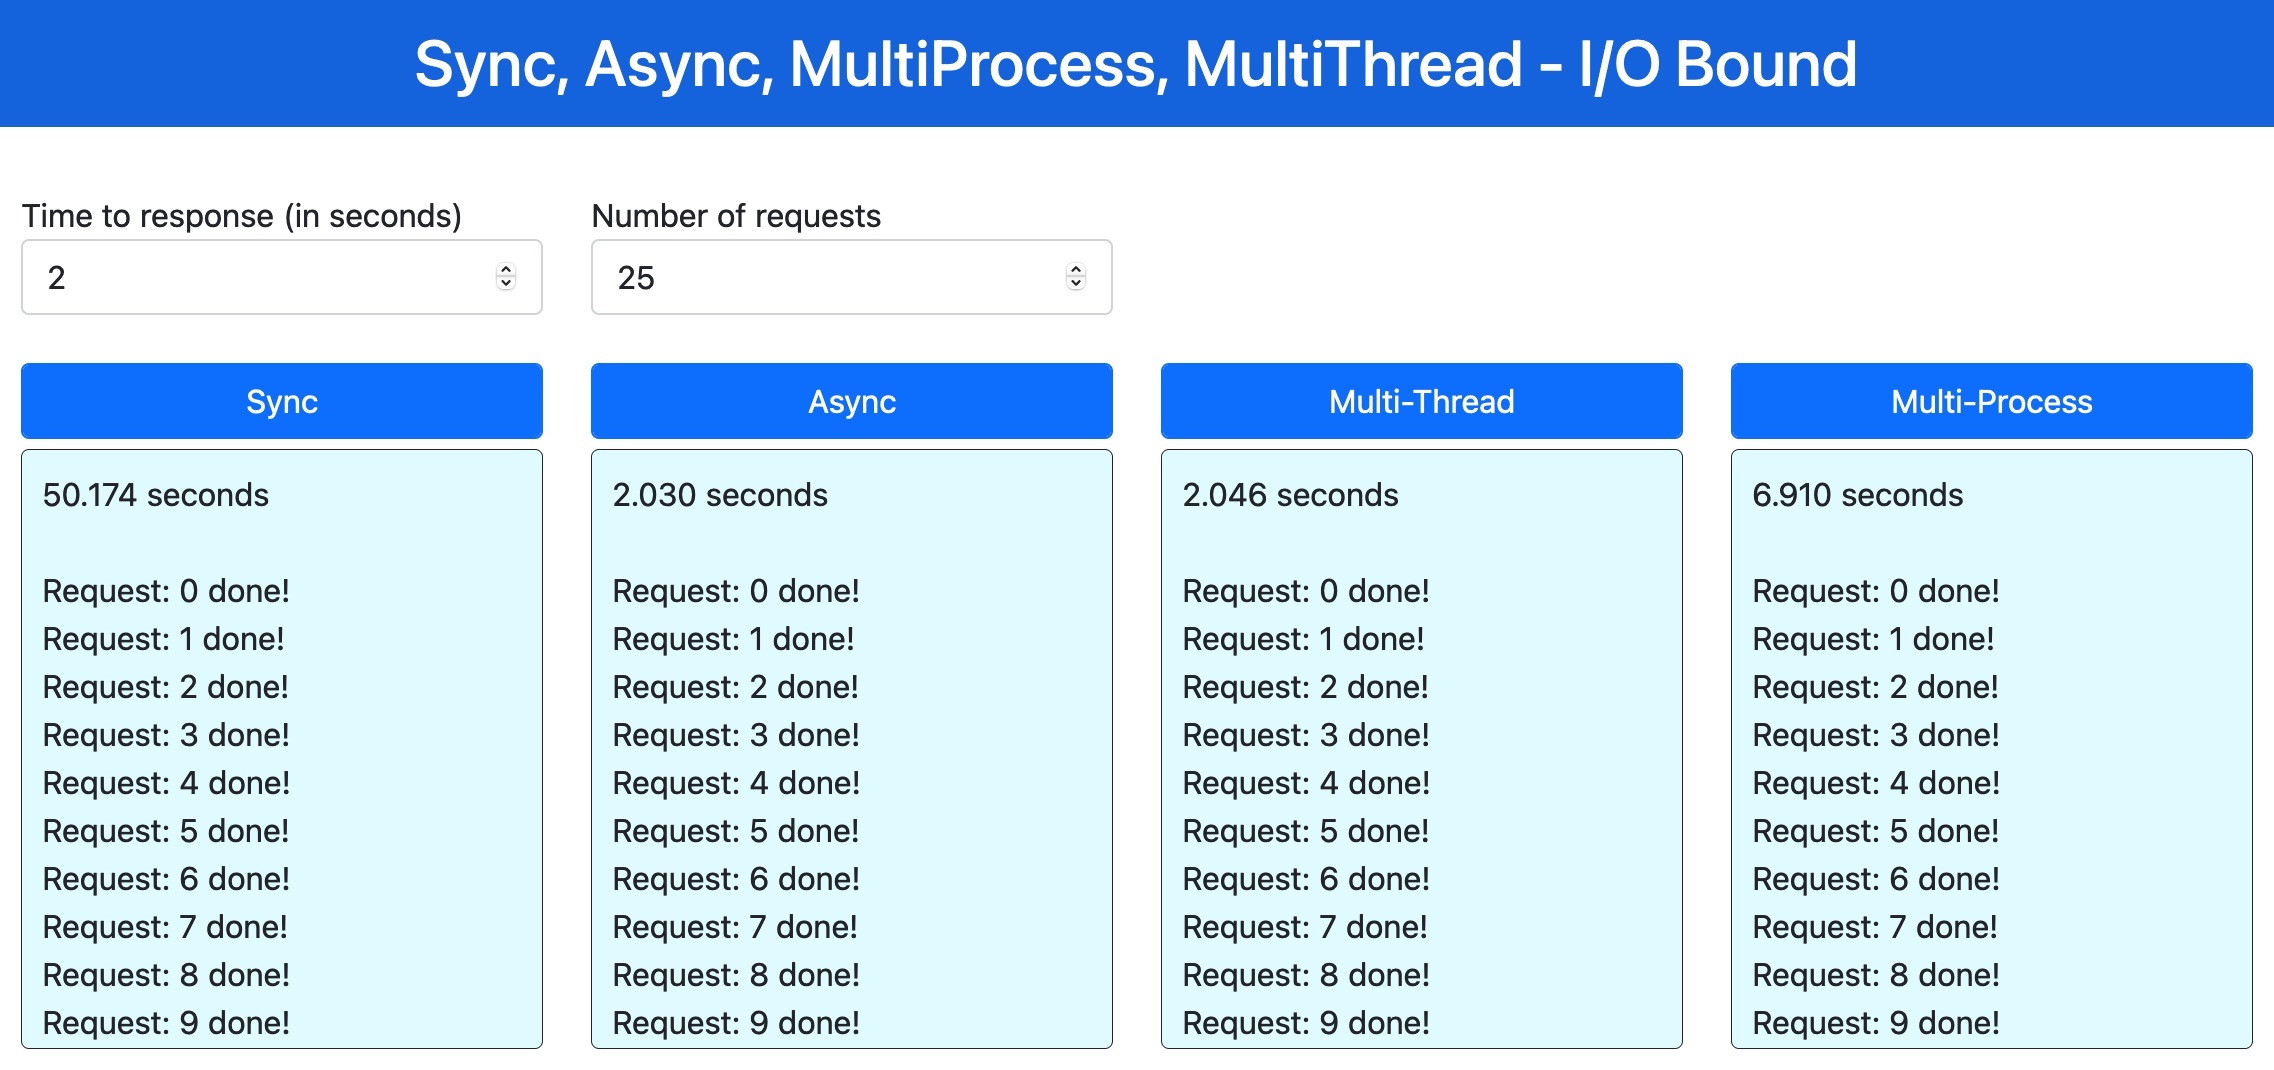 Sync, Async, MultiProcess, MultiThread - I/O Bound
Time to response (in seconds)
2
Number of requests
25
Sync
50.174 seconds
Request: 0 done!
Request: 1 done!
Request: 2 done!
Request: 3 done!
Request: 4 done!
Request: 5 done!
Request: 6 done!
Request: 7 done!
Request: 8 done!
Request: 9 done!
Async
2.030 seconds
Request: 0 done!
Request: 1 done!
Request: 2 done!
Request: 3 done!
Request: 4 done!
Request: 5 done!
Request: 6 done!
Request: 7 done!
Request: 8 done!
Request: 9 done!
Multi-Thread
2.046 seconds
Request: 0 done!
Request: 1 done!
Request: 2 done!
Request: 3 done!
Request: 4 done!
Request: 5 done!
Request: 6 done!
Request: 7 done!
Request: 8 done!
Request: 9 done!
Multi-Process
6.910 seconds
Request: 0 done!
Request: 1 done!
Request: 2 done!
Request: 3 done!
Request: 4 done!
Request: 5 done!
Request: 6 done!
Request: 7 done!
Request: 8 done!
Request: 9 done!